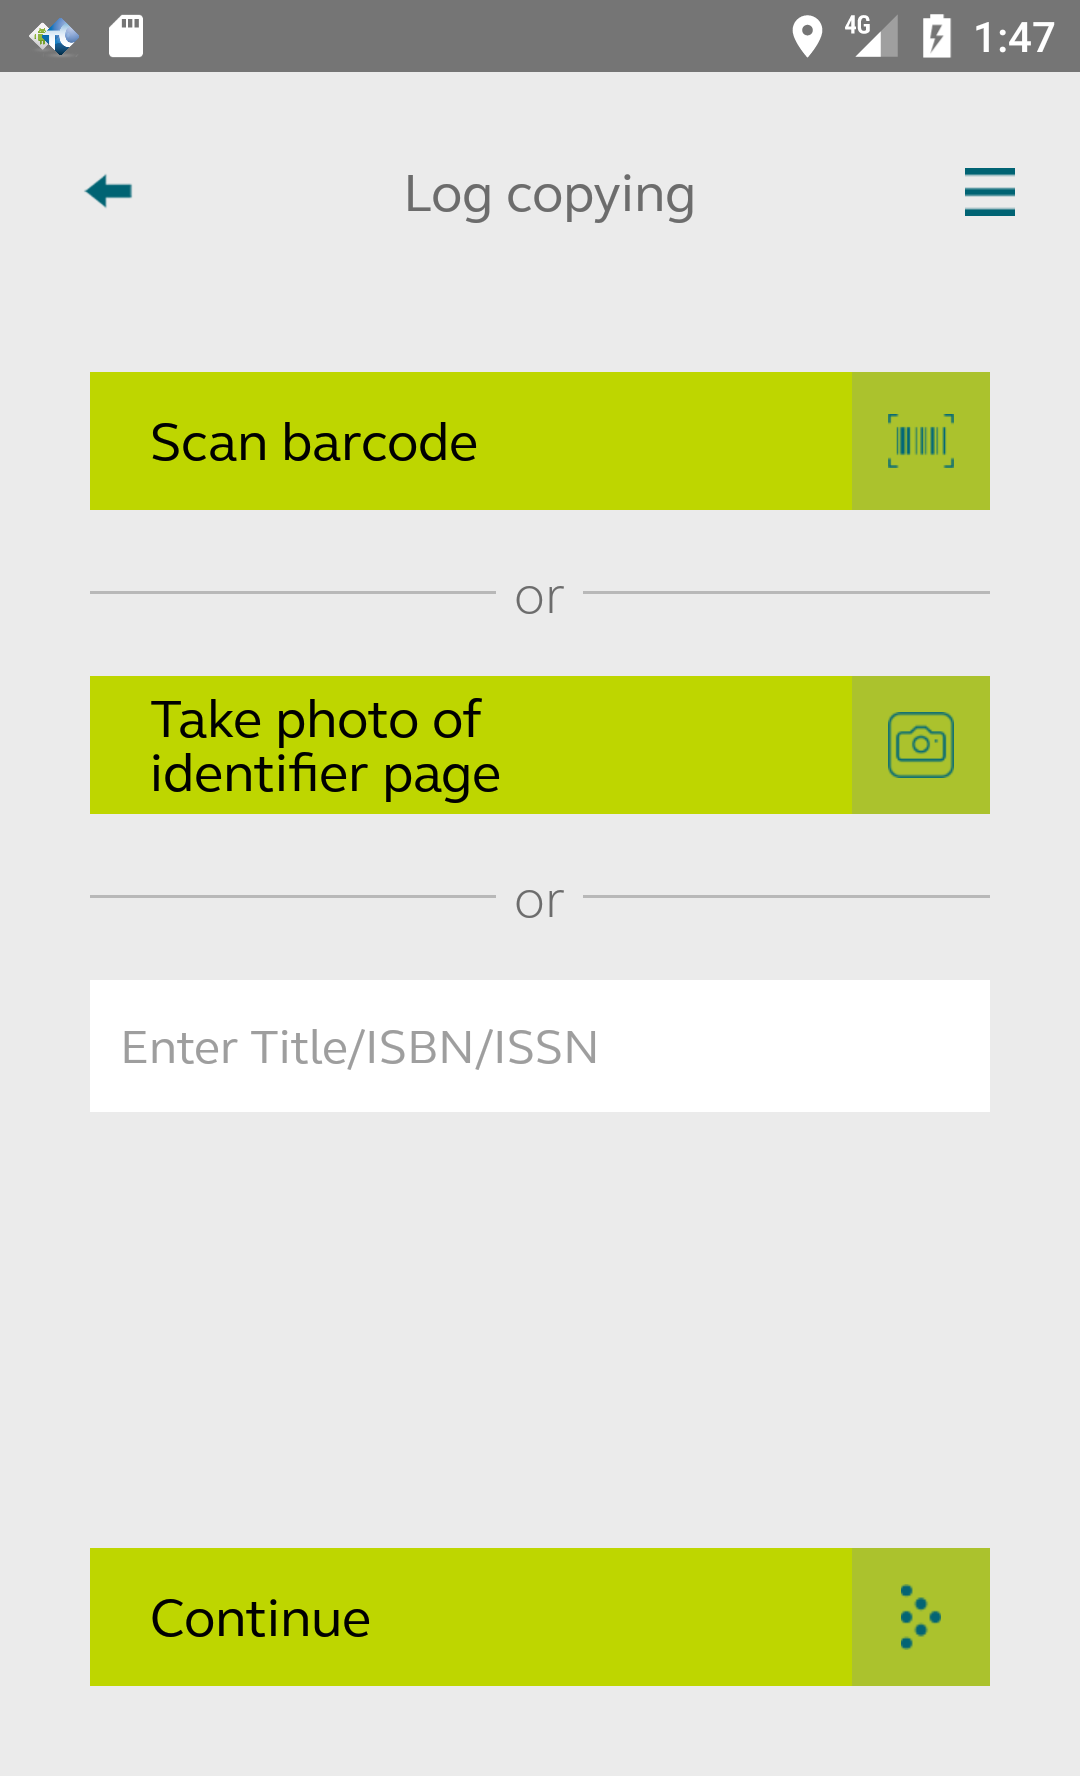 4G 1:47
Log copying
Scan barcode
or
Take photo of
identifier page
or
Enter Title/ISBN/ISSN
Continue